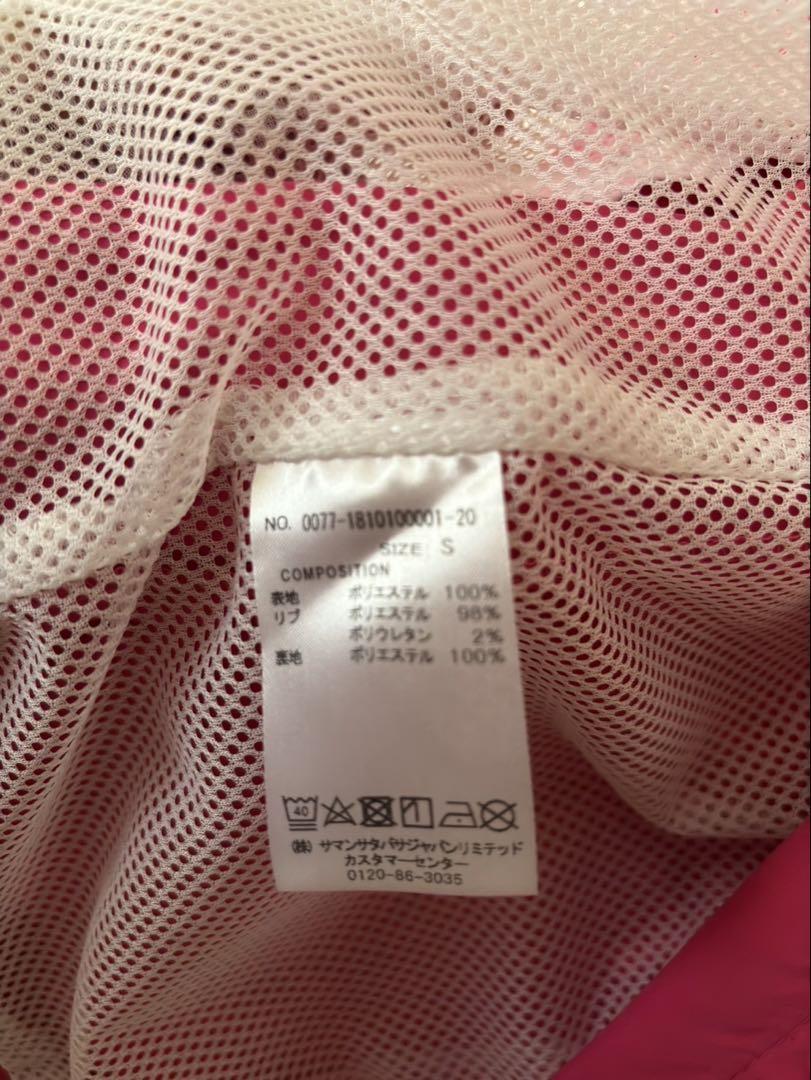 NO. 0077-1810100001-20
SIZE S
COMPOSITION
表地 ポリエステル 100%
リブ ポリエステル 98%
ポリウレタン 2%
裏地 ポリエステル 100%
40
(株) サマンサタバサジャパンリミテッド
カスタマーセンター
0120-86-3035